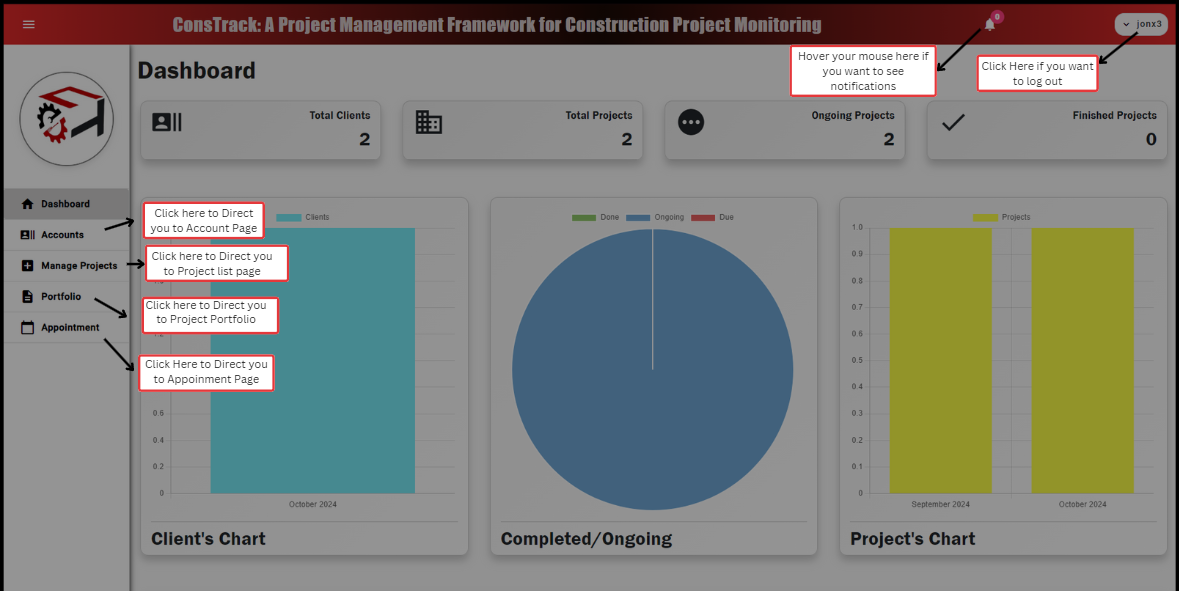 ConsTrack: A Project Management Framework for Construction Project Monitoring
0
jonx3
Hover your mouse here if
you want to see
notifications
Click Here if you want
to log out
Dashboard
Total Clients
2
Total Projects
2
Ongoing Projects
2
Finished Projects
0
Dashboard
Accounts
Manage Projects
Portfolio
Appointment
Click here to Direct
you to Account Page
Click here to Direct you
to Project list page
Click here to Direct you
to Project Portfolio
Click Here to Direct you
to Appoinment Page
Clients
0.6
0.4
0.2
0
October 2024
Client's Chart
Done
Ongoing
Due
Completed/Ongoing
Projects
1.0
0.9
0.8
0.7
0.6
0.5
0.4
0.3
0.2
0.1
0
September 2024
October 2024
Project's Chart